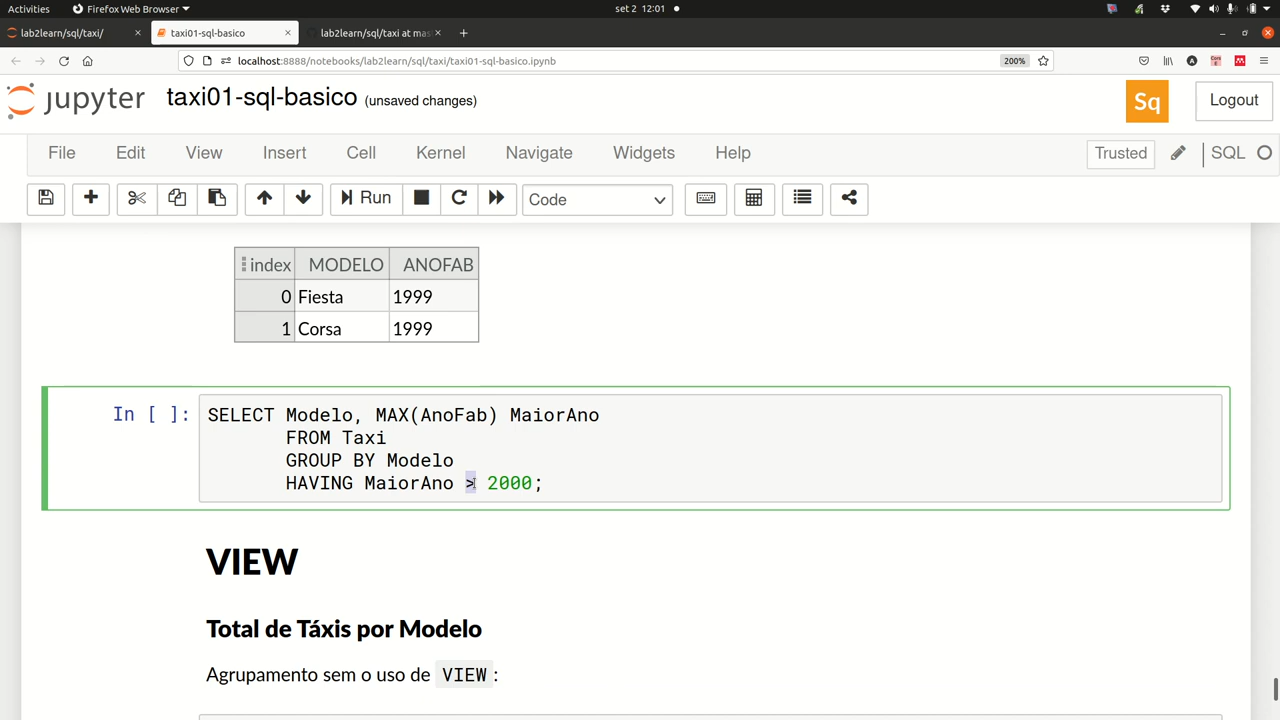 Activities Firefox Web Browser set 2 12:01
lab2learn/sql/taxi/ taxi01-sql-basico lab2learn/sql/taxi at mas
localhost:8888/notebooks/lab2learn/sql/taxi/taxi01-sql-basico.ipynb 200%
jupyter taxi01-sql-basico (unsaved changes) Sq Logout
File Edit View Insert Cell Kernel Navigate Widgets Help Trusted SQL
Run Code
index MODELO ANOFAB
0 Fiesta 1999
1 Corsa 1999
In [ ]: SELECT Modelo, MAX(AnoFab) MaiorAno
FROM Taxi
GROUP BY Modelo
HAVING MaiorAno > 2000;
VIEW
Total de Táxis por Modelo
Agrupamento sem o uso de VIEW: